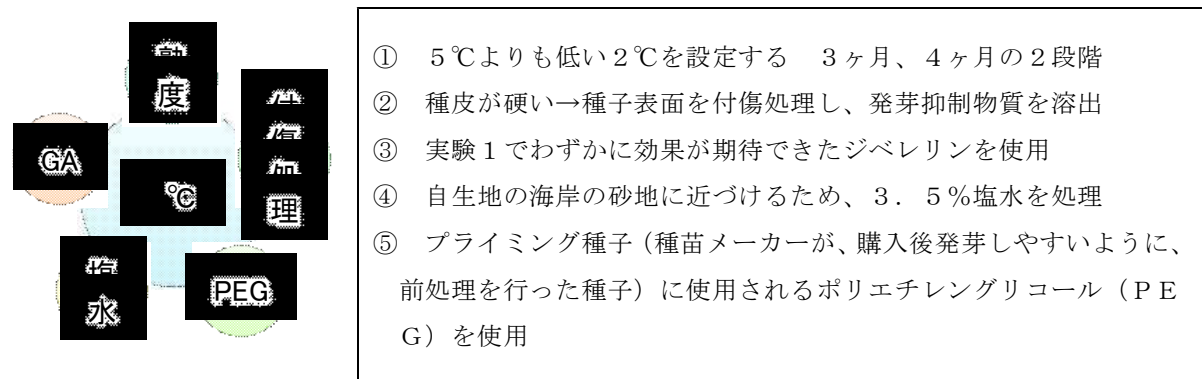 熟
度
GA
℃
理
水
PEG
① 5℃よりも低い2℃を設定する 3ヶ月、4ヶ月の2段階
② 種皮が硬い→種子表面を付傷処理し、発芽抑制物質を溶出
③ 実験1でわずかに効果が期待できたジベレリンを使用
④ 自生地の海岸の砂地に近づけるため、3.5%塩水を処理
⑤ プライミング種子(種苗メーカーが、購入後発芽しやすいように、
前処理を行った種子)に使用されるポリエチレングリコール(PE
G)を使用